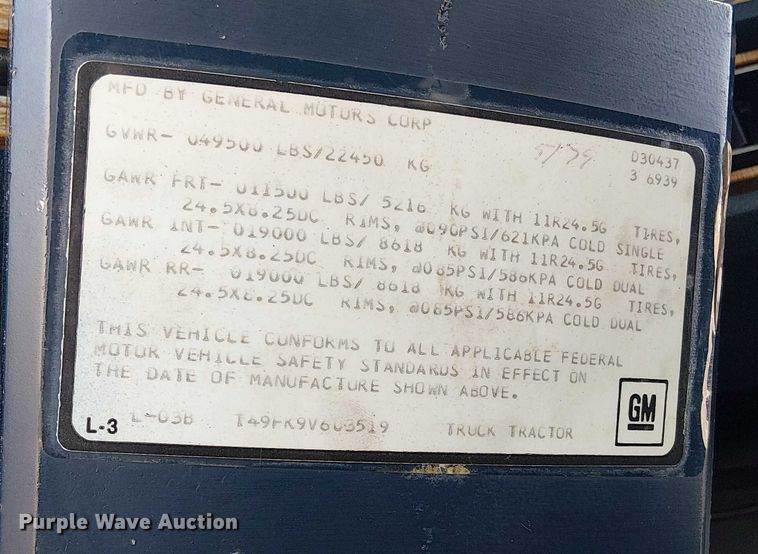 MFD BY GENERAL MOTORS CORP
GVWR- 049500 LBS/22450 KG
5/79
D30437
3 6939
GAWR FRT- 011500 LBS/ 5216 KG WITH 11R24.5G TIRES,
24.5X8.25DC RIMS, @090PSI/621KPA COLD SINGLE
GAWR INT- 019000 LBS/ 8618 KG WITH 11R24.5G TIRES,
24.5X8.25DC RIMS, @085PSI/586KPA COLD DUAL
GAWR RR- 019000 LBS/ 8618 KG WITH 11R24.5G TIRES,
24.5X8.25DC RIMS, @085PSI/586KPA COLD DUAL
THIS VEHICLE CONFORMS TO ALL APPLICABLE FEDERAL
MOTOR VEHICLE SAFETY STANDARDS IN EFFECT ON
THE DATE OF MANUFACTURE SHOWN ABOVE.
L-03B T49FK9V603519 TRUCK TRACTOR
L-3
GM
Purple Wave Auction